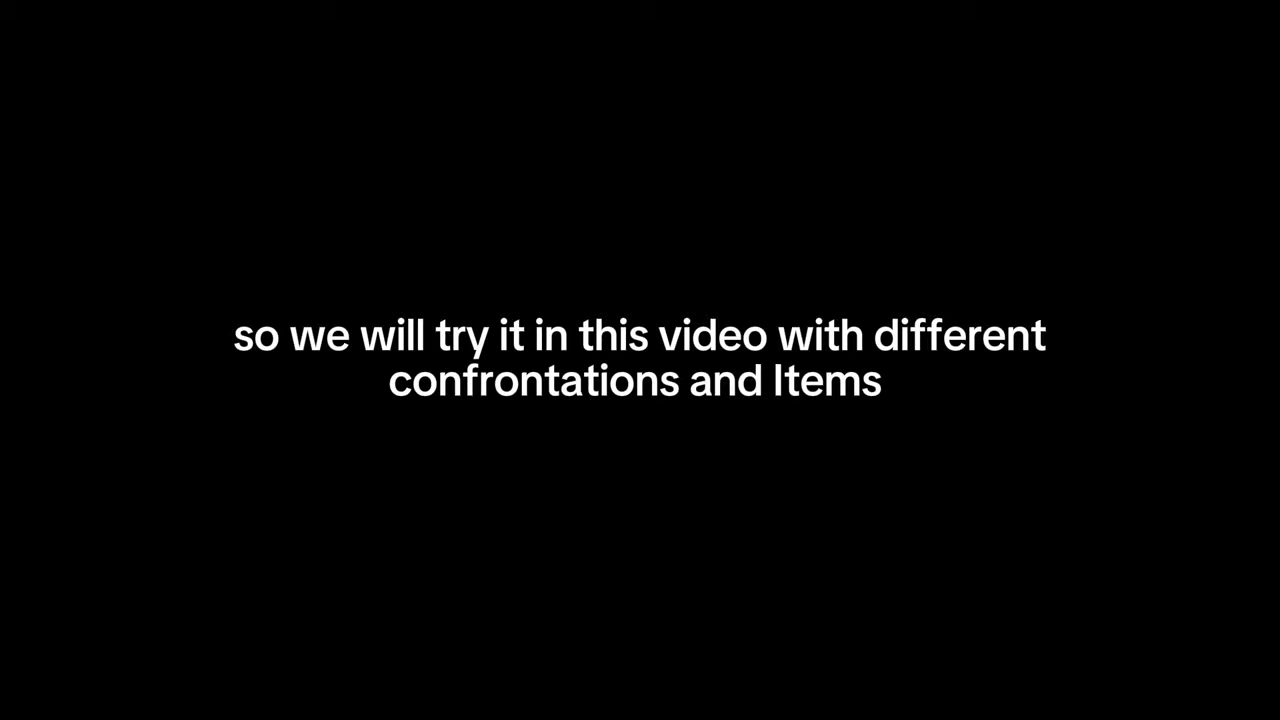 so we will try it in this video with different
confrontations and Items